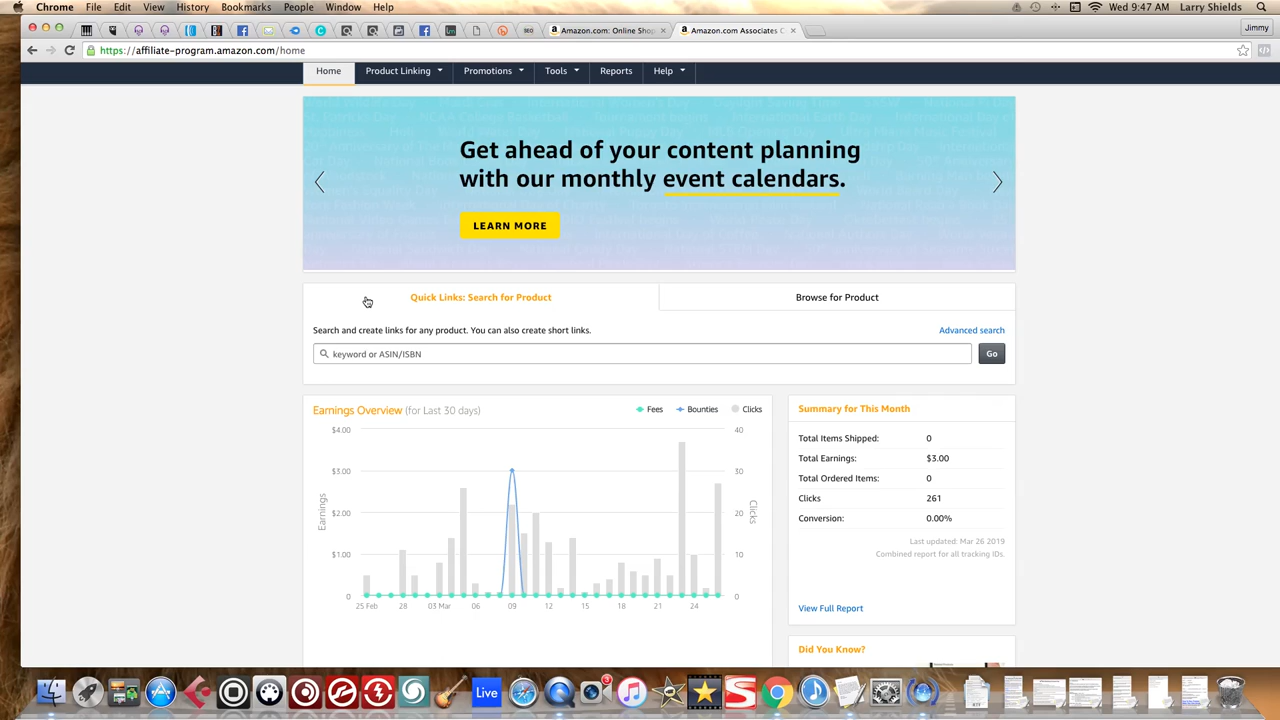 Chrome File Edit View History Bookmarks People Window Help
Wed 9:47 AM Larry Shields
Amazon.com: Online Shop
Amazon.com Associates C
Jimmy
https://affiliate-program.amazon.com/home
Home Product Linking Promotions Tools Reports Help
Get ahead of your content planning
with our monthly event calendars.
LEARN MORE
Quick Links: Search for Product
Browse for Product
Search and create links for any product. You can also create short links.
Advanced search
keyword or ASIN/ISBN
Go
Earnings Overview (for Last 30 days)
Fees Bounties Clicks
$4.00 40
$3.00 30
$2.00 20
$1.00 10
0 0
Earnings
Clicks
25 Feb 28 03 Mar 06 09 12 15 18 21 24
Summary for This Month
Total Items Shipped: 0
Total Earnings: $3.00
Total Ordered Items: 0
Clicks 261
Conversion: 0.00%
Last updated: Mar 26 2019
Combined report for all tracking IDs.
View Full Report
Did You Know?
Live
3